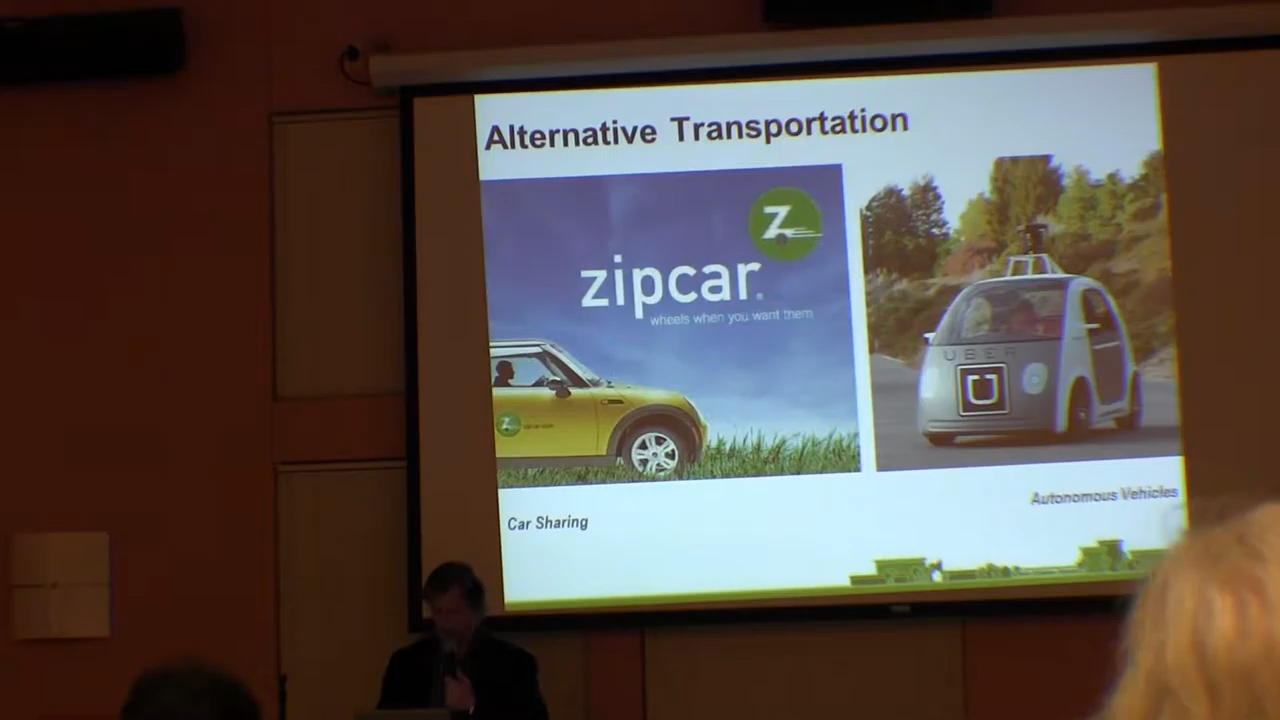 Alternative Transportation
Z
zipcar.
wheels when you want them
Z
UBER
U
Car Sharing
Autonomous Vehicles